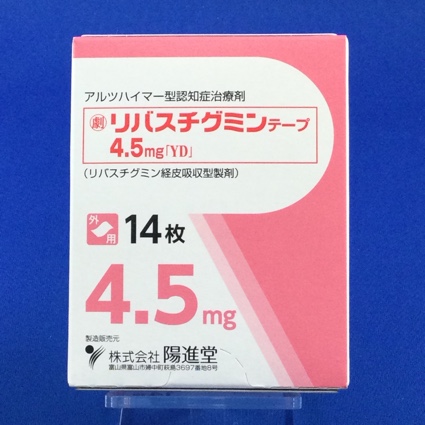 アルツハイマー型認知症治療剤
劇 リバスチグミンテープ
4.5mg「YD」
(リバスチグミン経皮吸収型製剤)
外用 14枚
4.5mg
製造販売元
株式会社 陽進堂
富山県富山市婦中町萩島3697番地8号